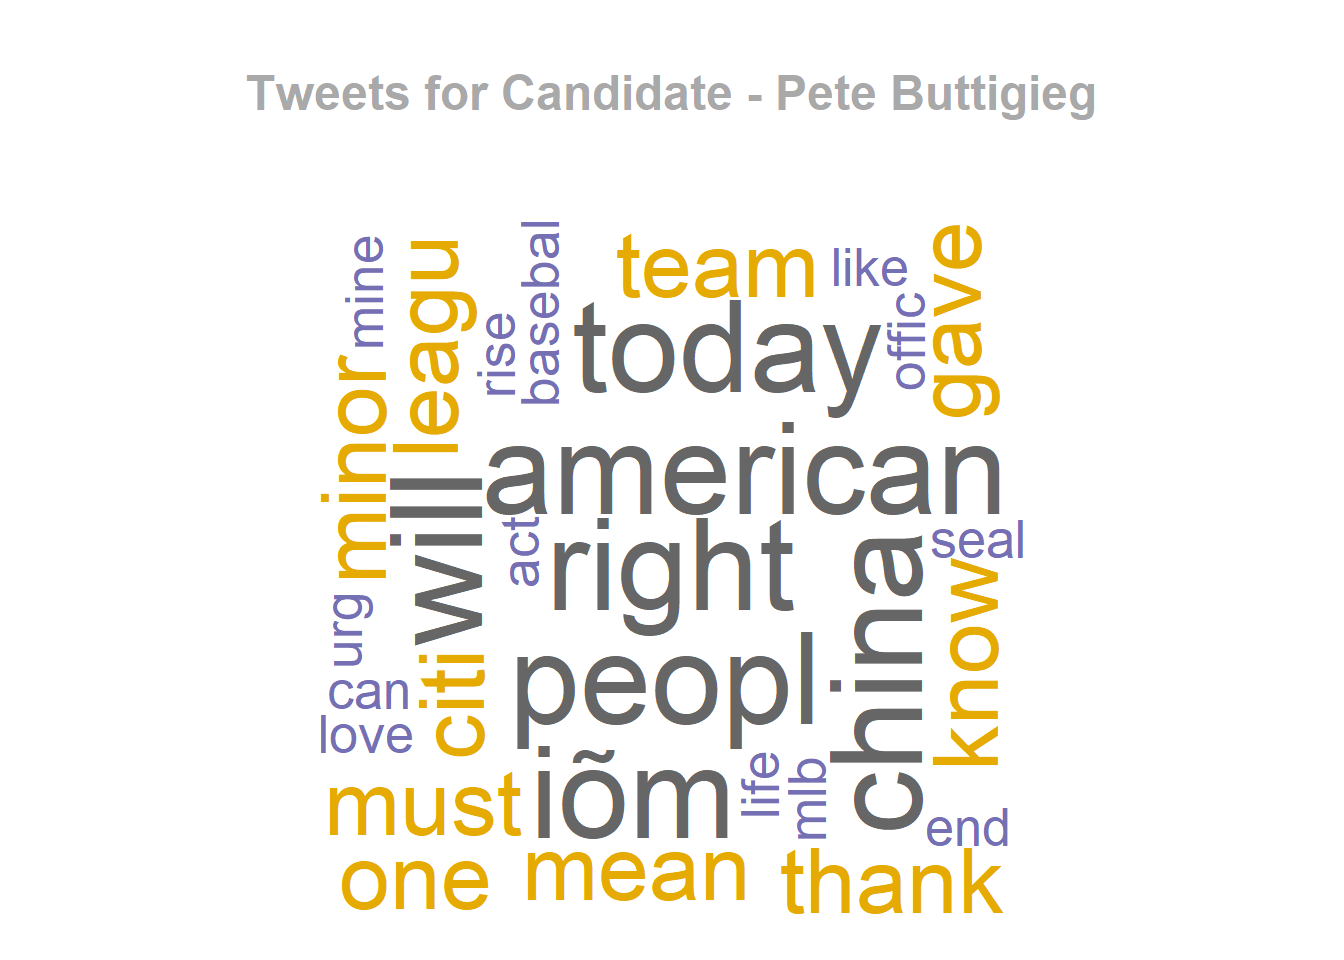 Tweets for Candidate - Pete Buttigieg
mine
leagu
basebal
team
like
gave
rise
today
offic
minor
will
american
act
right
china
seal
know
urg
can
love
citi
peopl
iõm
life
mlb
must
end
one
mean
thank